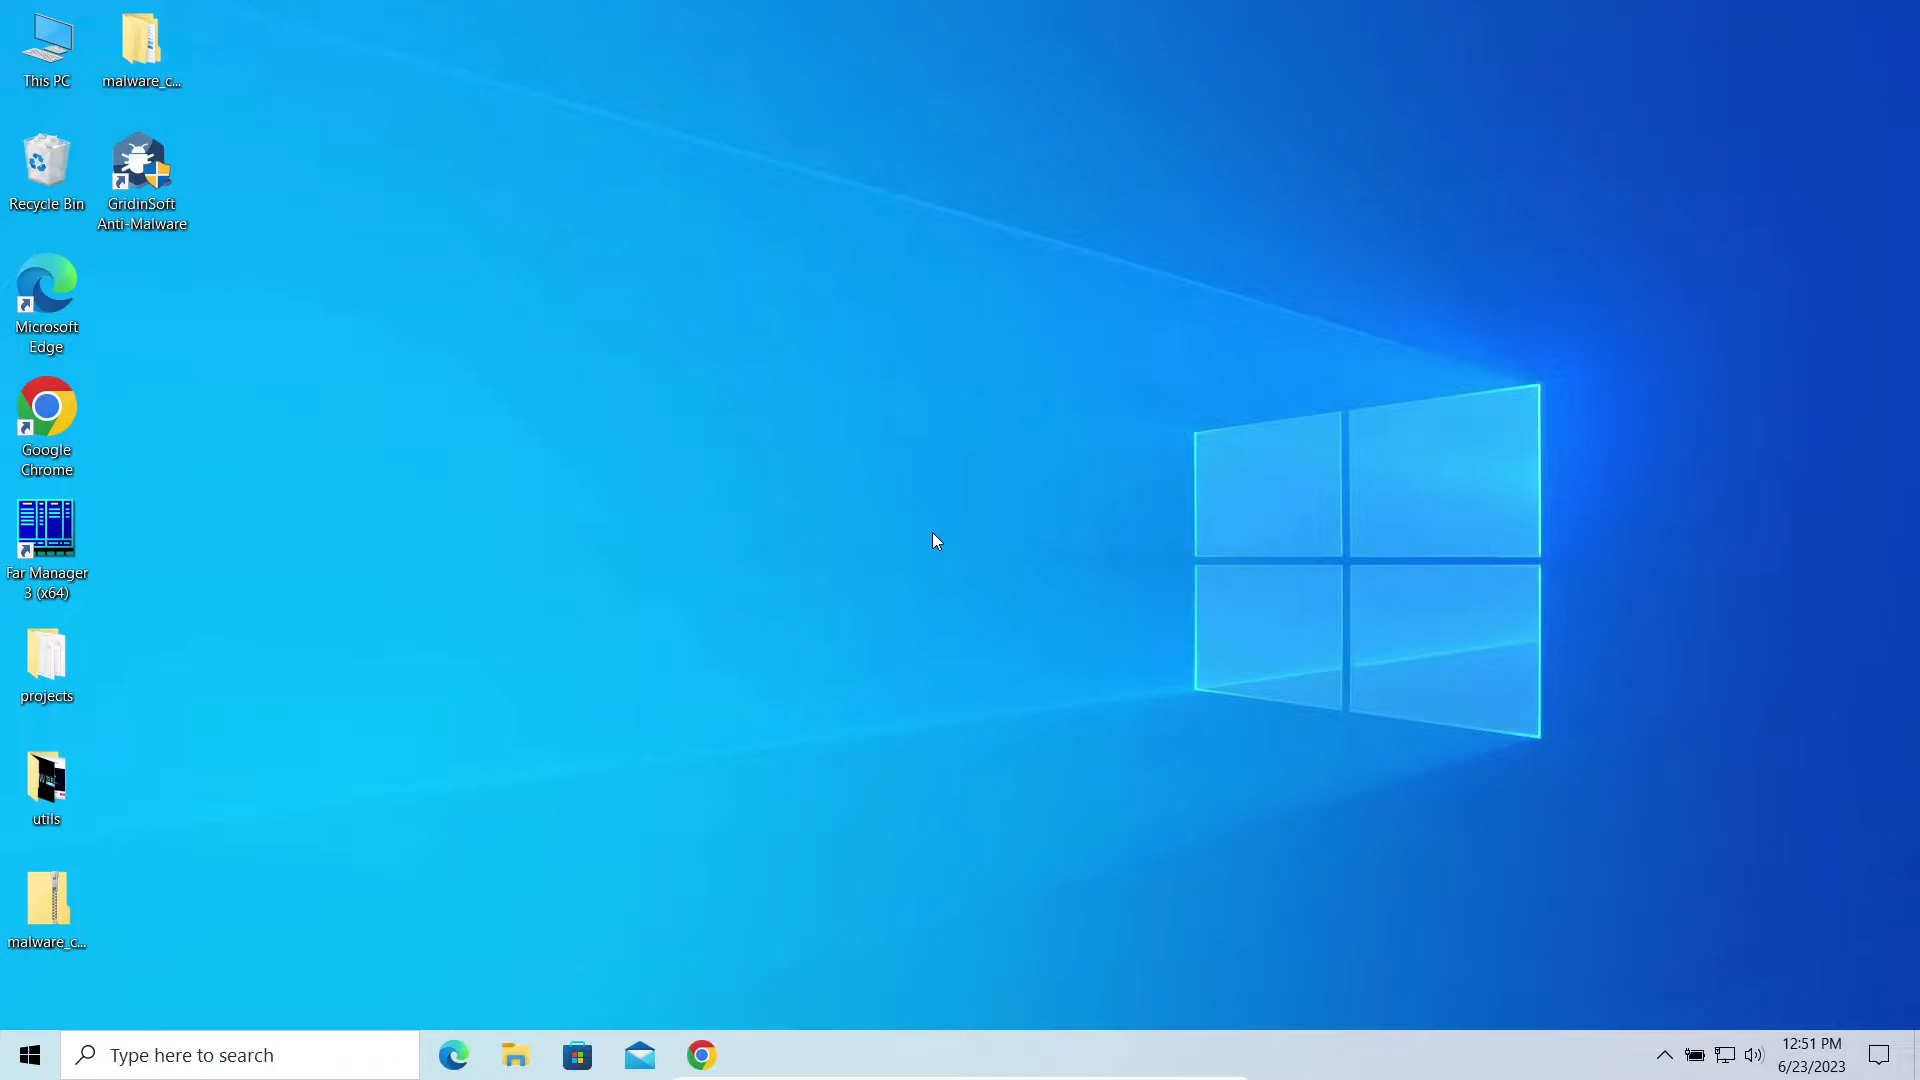 This PC
malware_c...
Recycle Bin
GridinSoft
Anti-Malware
Microsoft
Edge
Google
Chrome
Far Manager
3 (x64)
projects
utils
malware_c...
Type here to search
12:51 PM
6/23/2023